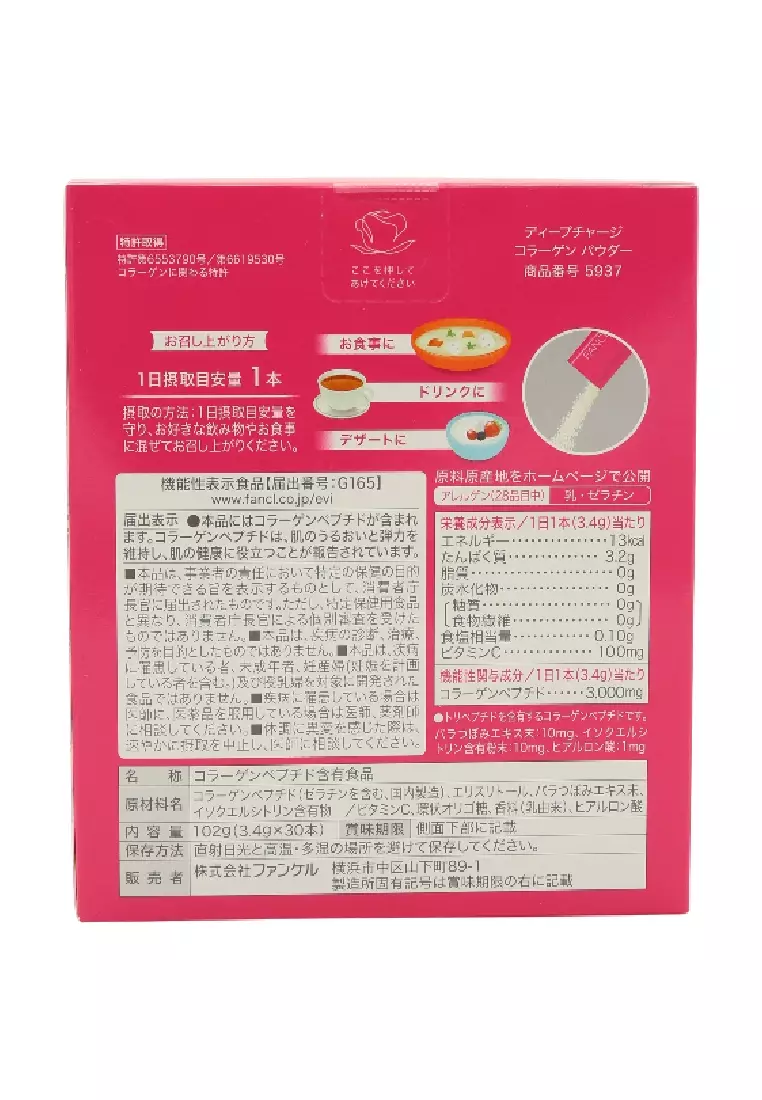 特許取得
特許第6553790号／第6619530号
コラーゲンに関わる特許
ここを押して
あけてください
ディープチャージ
コラーゲン パウダー
商品番号 5937
お召し上がり方
1日摂取目安量 1本
摂取の方法：1日摂取目安量を
守り、お好きな飲み物やお食事
に混ぜてお召し上がりください。
お食事に
ドリンクに
デザートに
FANCL
機能性表示食品【届出番号：G165】
www.fancl.co.jp/evi
届出表示 ●本品にはコラーゲンペプチドが含まれ
ます。コラーゲンペプチドは、肌のうるおいと弾力を
維持し、肌の健康に役立つことが報告されています。
■本品は、事業者の責任において特定の保健の目的
が期待できる旨を表示するものとして、消費者庁
長官に届出されたものです。ただし、特定保健用食品
と異なり、消費者庁長官による個別審査を受けた
ものではありません。■本品は、疾病の診断、治療、
予防を目的としたものではありません。■本品は、疾病
に罹患している者、未成年者、妊産婦(妊娠を計画
している者を含む。)及び授乳婦を対象に開発された
食品ではありません。■疾病に罹患している場合は
医師に、医薬品を服用している場合は医師、薬剤師
に相談してください。■体調に異変を感じた際は、
速やかに摂取を中止し、医師に相談してください。
原料原産地をホームページで公開
アレルゲン(28品目中) 乳・ゼラチン
栄養成分表示／1日1本(3.4g)当たり
エネルギー……………13kcal
たんぱく質……………3.2g
脂質……………0g
炭水化物……………0g
糖質……………0g
食物繊維……………0g
食塩相当量……………0.10g
ビタミンC……………100mg
機能性関与成分／1日1本(3.4g)当たり
コラーゲンペプチド……3,000mg
●トリペプチドを含有するコラーゲンペプチドです。
バラつぼみエキス末：10mg、イソクエルシ
トリン含有粉末：10mg、ヒアルロン酸：1mg
名 称 コラーゲンペプチド含有食品
原材料名 コラーゲンペプチド(ゼラチンを含む、国内製造)、エリスリトール、バラつぼみエキス末、
イソクエルシトリン含有物 ／ビタミンC、環状オリゴ糖、香料(乳由来)、ヒアルロン酸
内 容 量 102g(3.4g×30本) 賞味期限 側面下部に記載
保存方法 直射日光と高温・多湿の場所を避けて保存してください。
販 売 者 株式会社ファンケル 横浜市中区山下町89-1
製造所固有記号は賞味期限の右に記載